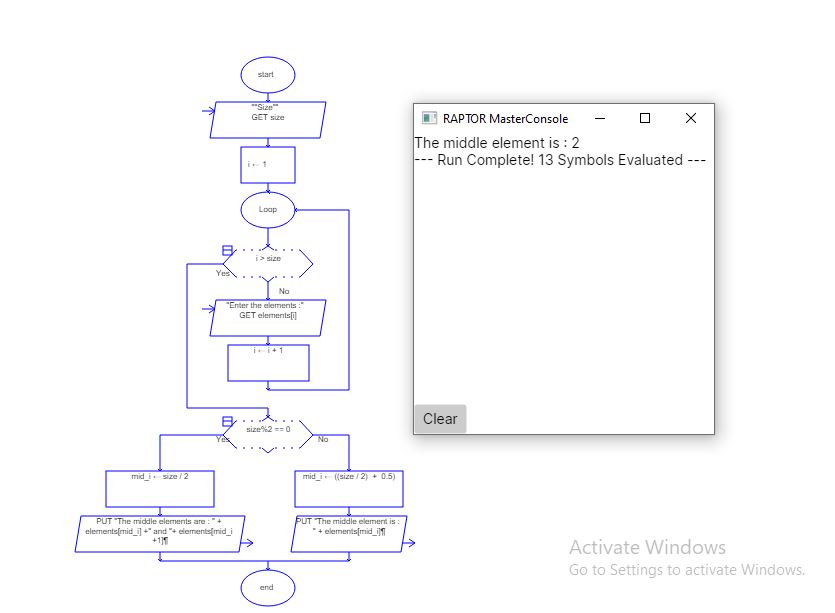 start
""Size""
GET size
i ← 1
Loop
i > size
Yes
No
"Enter the elements :"
GET elements[i]
i ← i + 1
size%2 == 0
Yes
No
mid_i ← size / 2
PUT "The middle elements are : " +
elements[mid_i] +" and "+ elements[mid_i
+1]¶
mid_i ← ((size / 2) + 0.5)
PUT "The middle element is :
" + elements[mid_i]¶
end
RAPTOR MasterConsole
The middle element is : 2
--- Run Complete! 13 Symbols Evaluated ---
Clear
Activate Windows
Go to Settings to activate Windows.